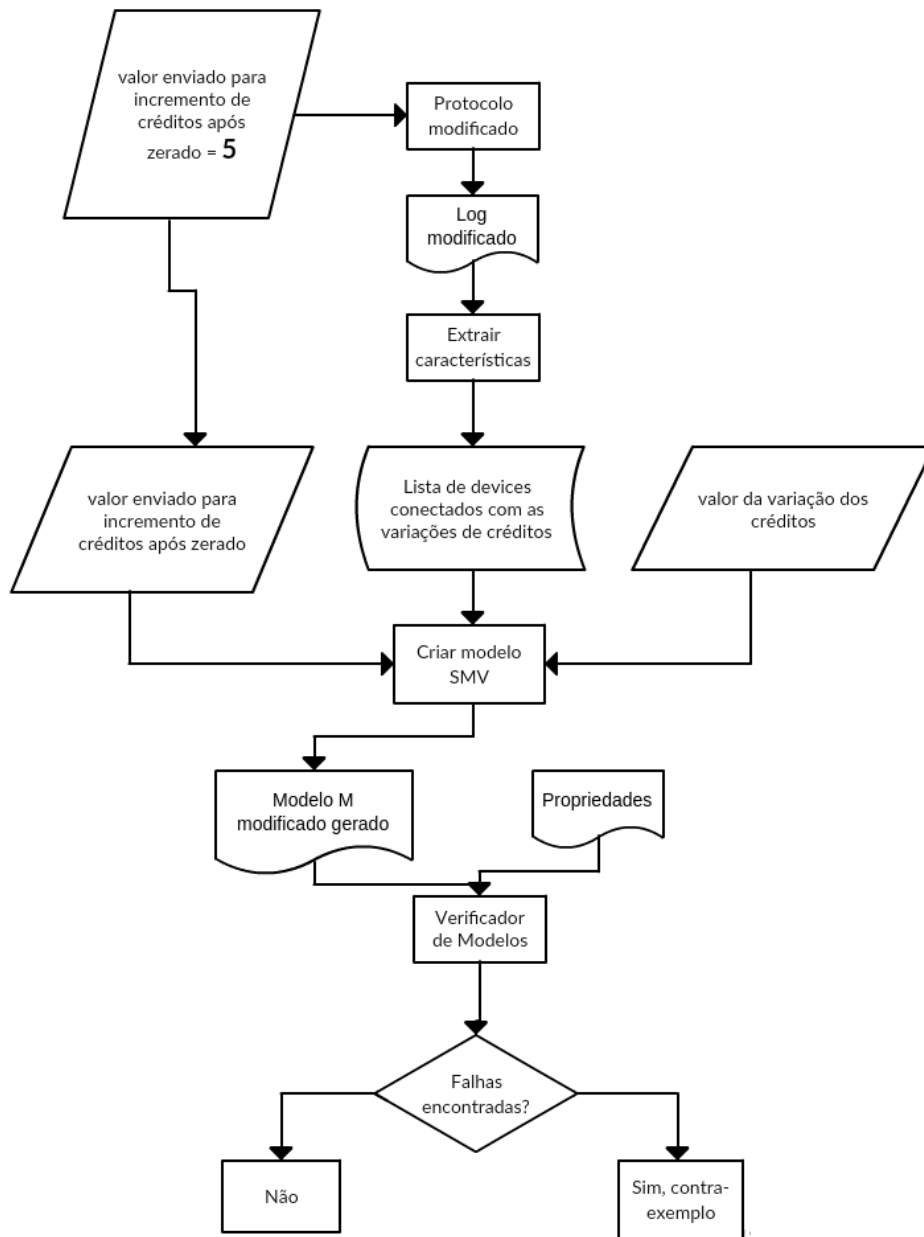 valor enviado para
incremento de
créditos após
zerado = 5
Protocolo
modificado
Log
modificado
Extrair
características
valor enviado para
incremento de
créditos após zerado
Lista de devices
conectados com as
variações de créditos
valor da variação dos
créditos
Criar modelo
SMV
Modelo M
modificado gerado
Propriedades
Verificador
de Modelos
Falhas
encontradas?
Não
Sim, contra-
exemplo